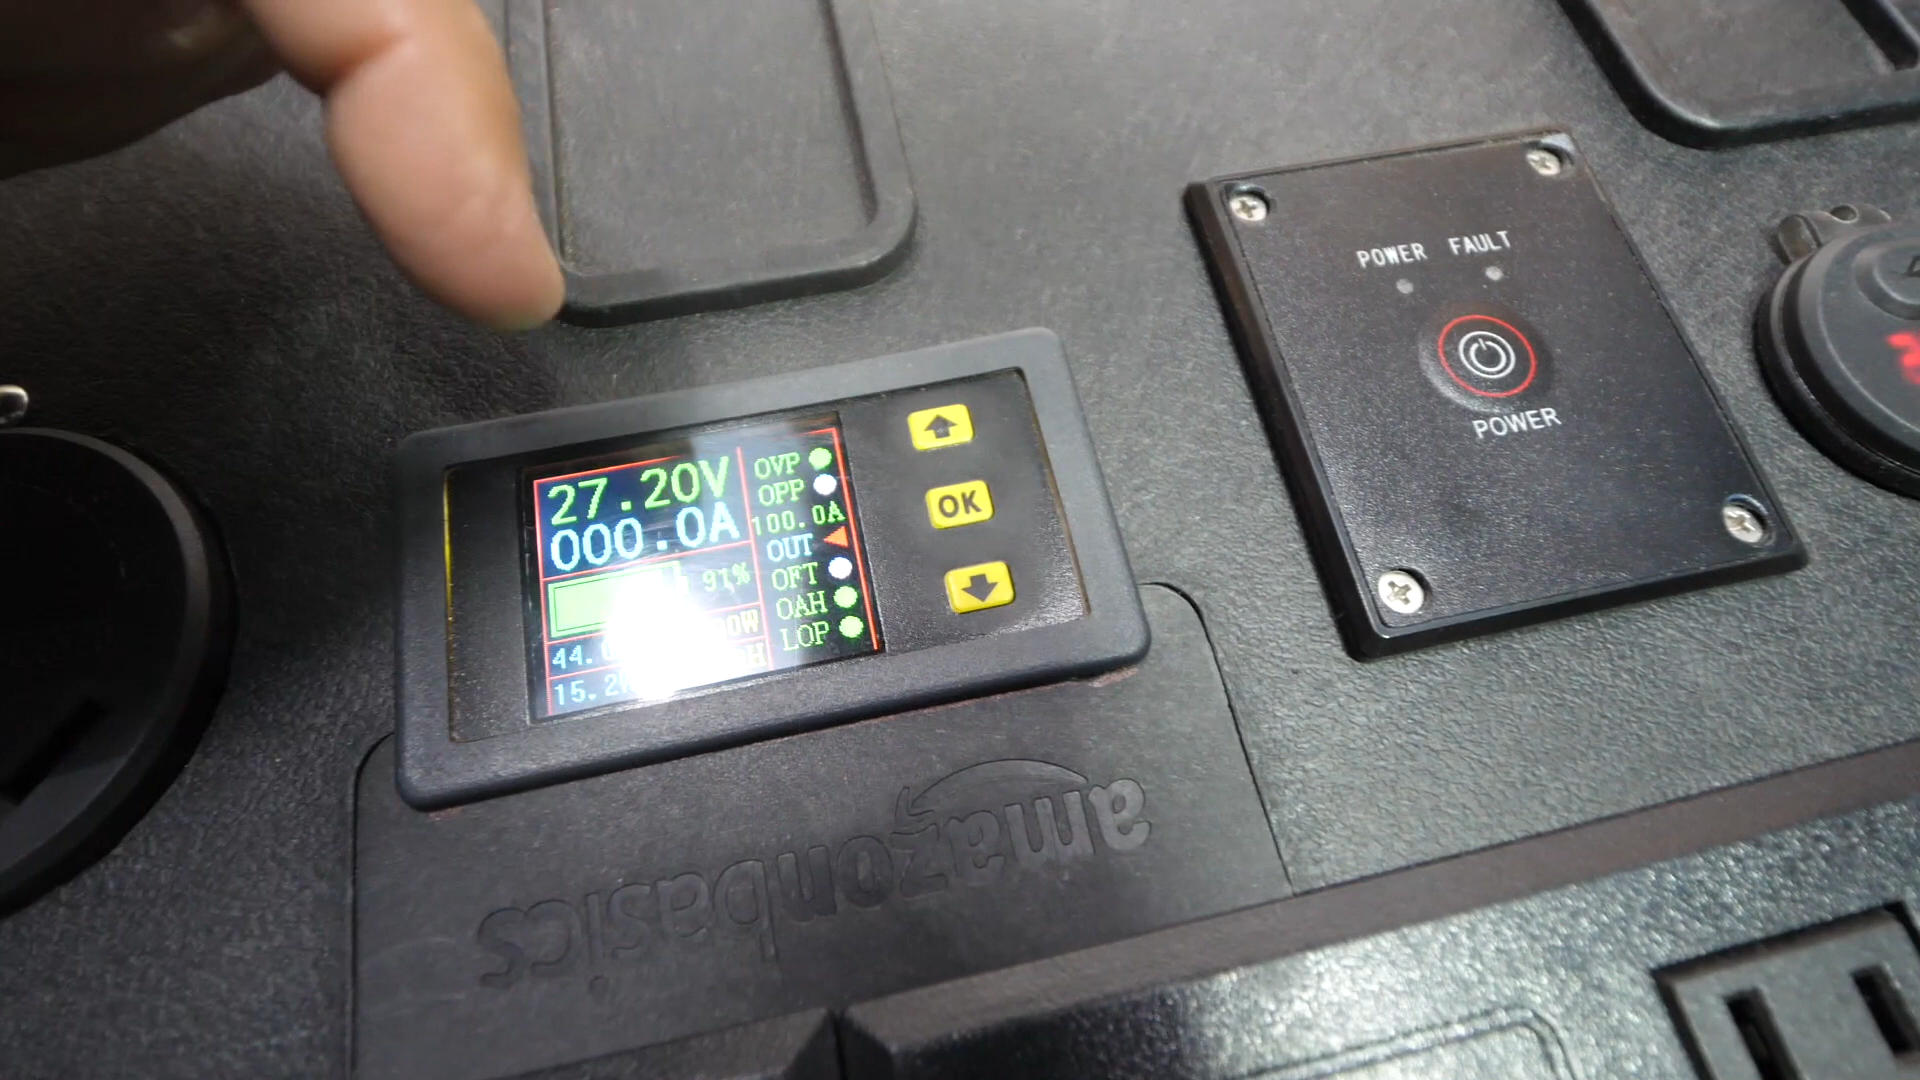 27.20V
000.0A
91%
OVP
OPP
100.0A
OUT
OFT
OAH
LOP
OK
POWER FAULT
POWER
amazonbasics